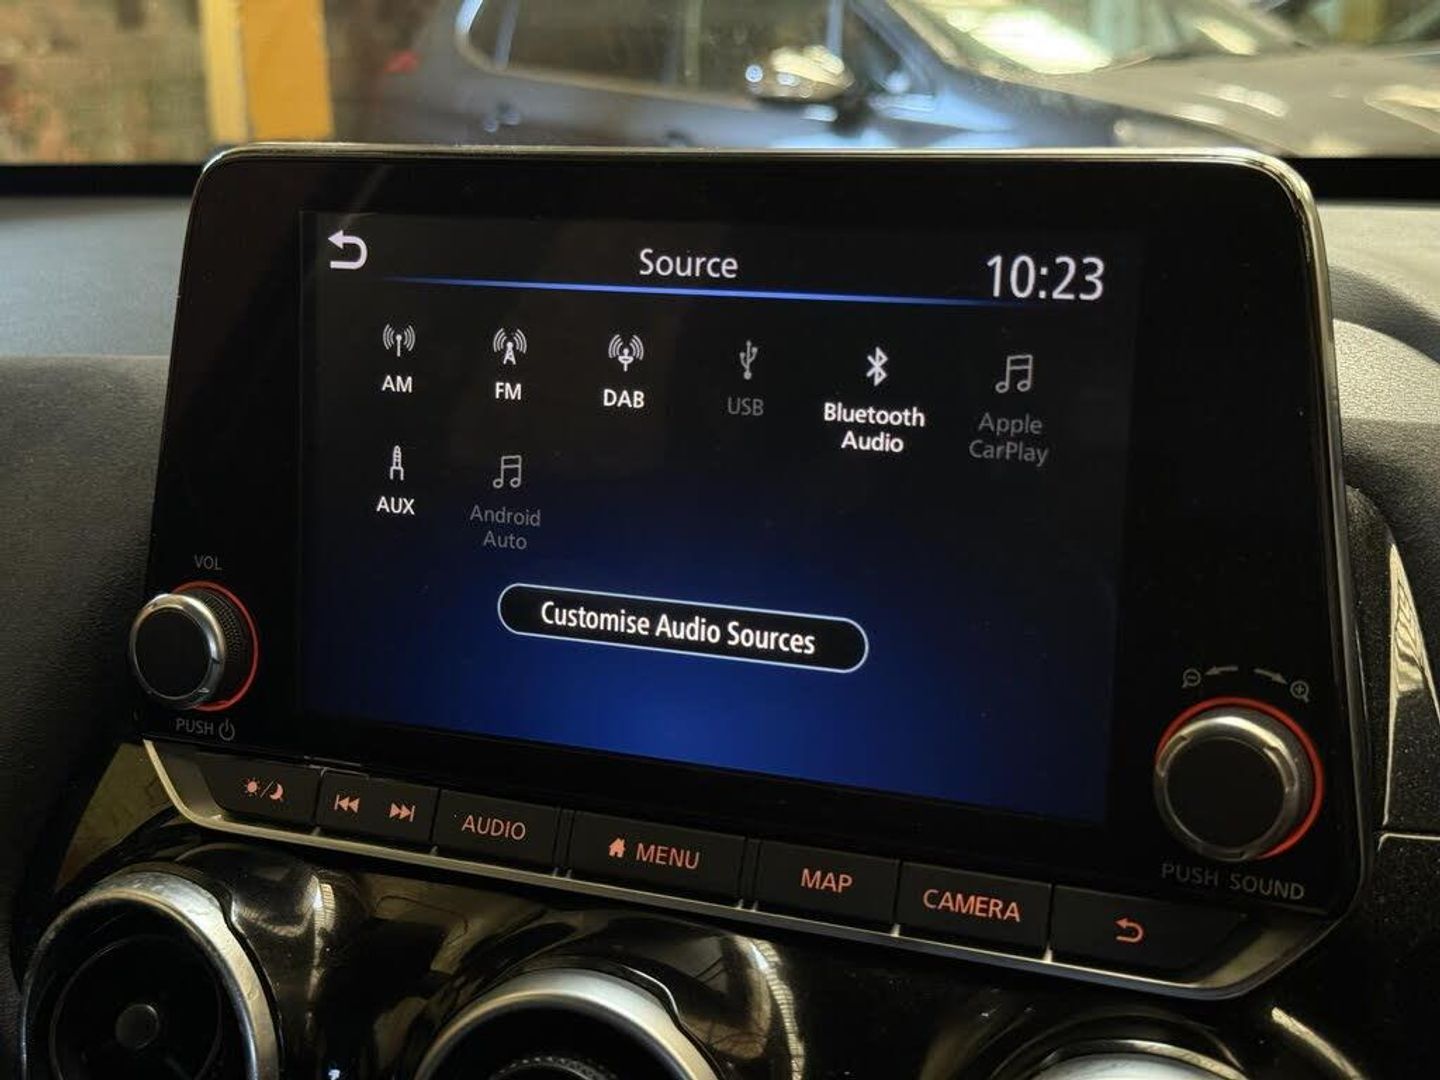 Source
10:23
AM
FM
DAB
USB
Bluetooth
Audio
Apple
CarPlay
AUX
Android
Auto
Customise Audio Sources
VOL
PUSH
AUDIO
MENU
MAP
CAMERA
PUSH SOUND